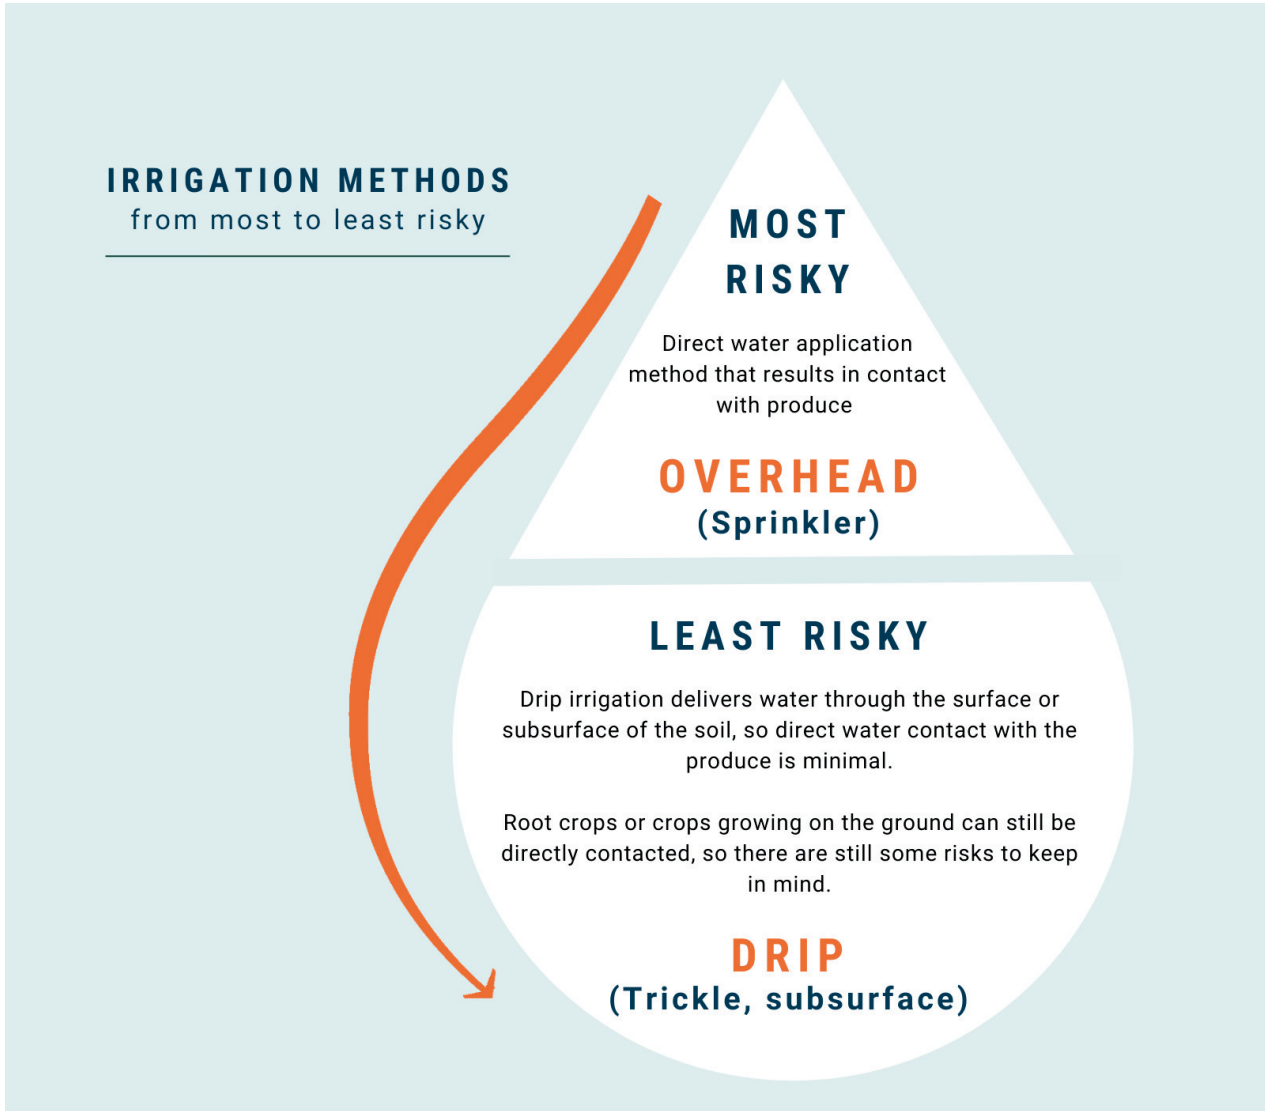 IRRIGATION METHODS
from most to least risky
MOST
RISKY
Direct water application
method that results in contact
with produce
OVERHEAD
(Sprinkler)
LEAST RISKY
Drip irrigation delivers water through the surface or
subsurface of the soil, so direct water contact with the
produce is minimal.
Root crops or crops growing on the ground can still be
directly contacted, so there are still some risks to keep
in mind.
DRIP
(Trickle, subsurface)